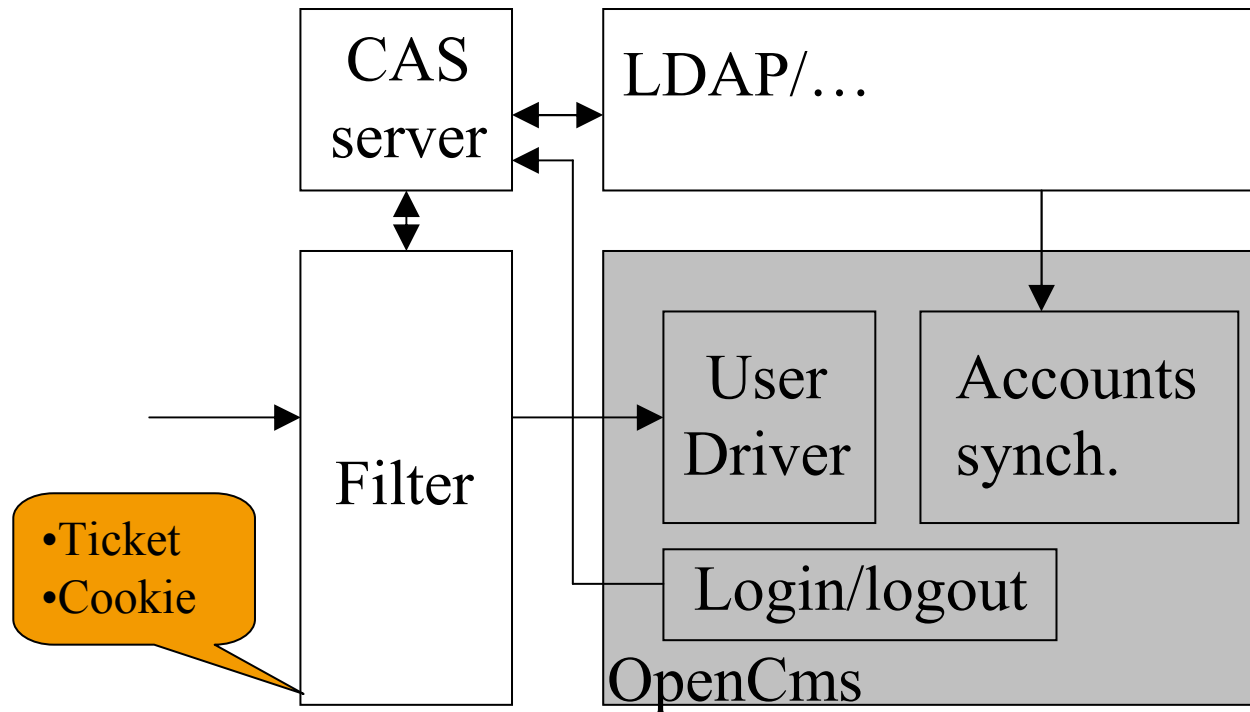 CAS
server
LDAP/…
Filter
User
Driver
Accounts
synch.
•Ticket
•Cookie
Login/logout
OpenCms